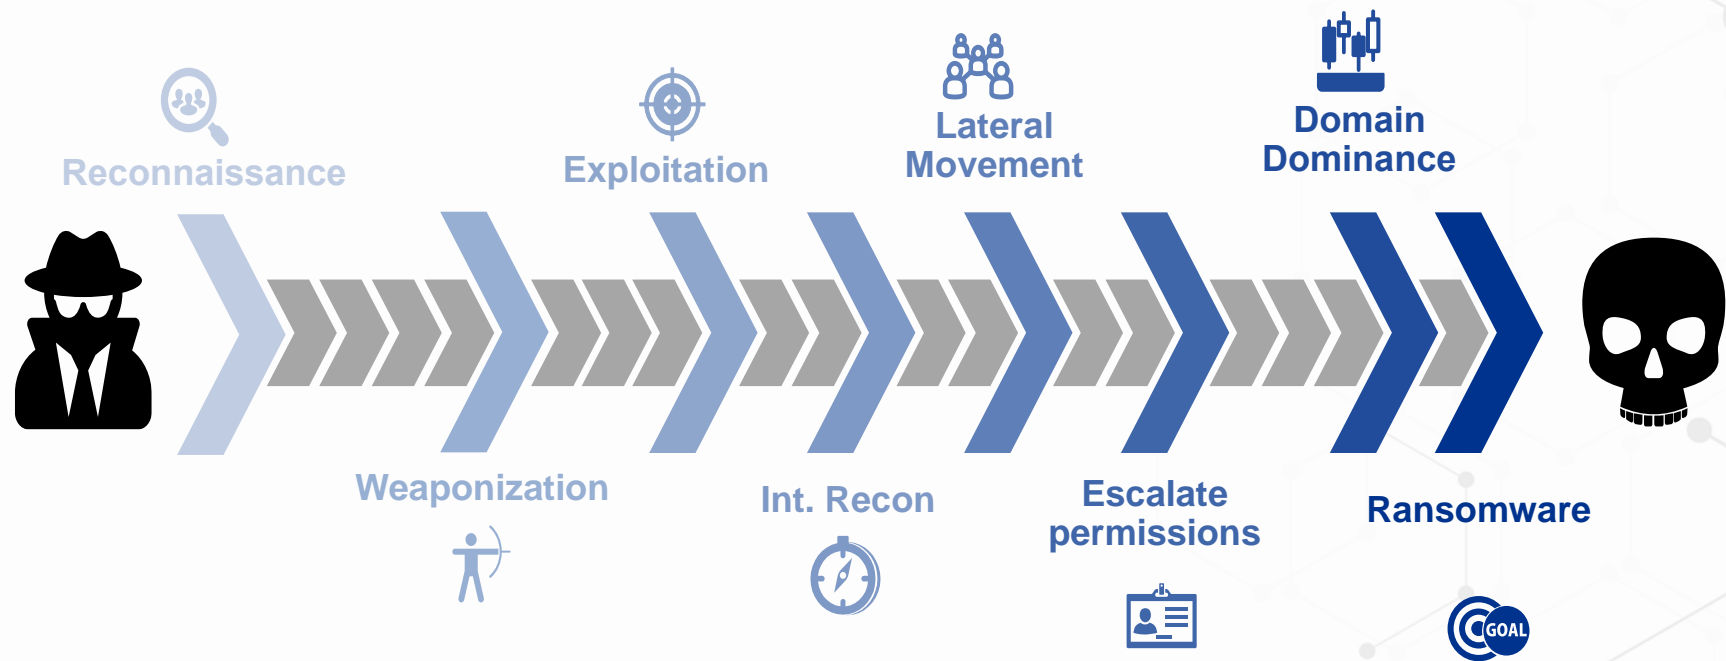 Reconnaissance
Weaponization
Exploitation
Int. Recon
Lateral
Movement
Escalate
permissions
Domain
Dominance
Ransomware
GOAL